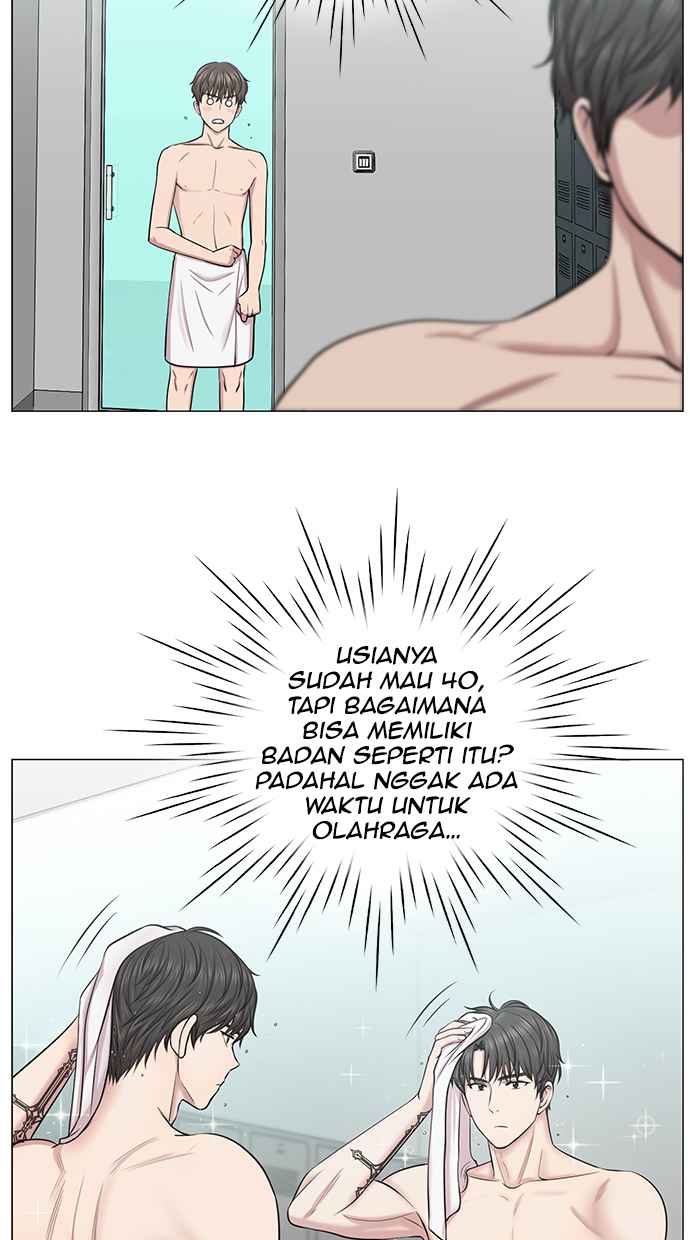 USIANYA
SUDAH MAU 40,
TAPI BAGAIMANA
BISA MEMILIKI
BADAN SEPERTI ITU?
PADAHAL NGGAK ADA
WAKTU UNTUK
OLAHRAGA...